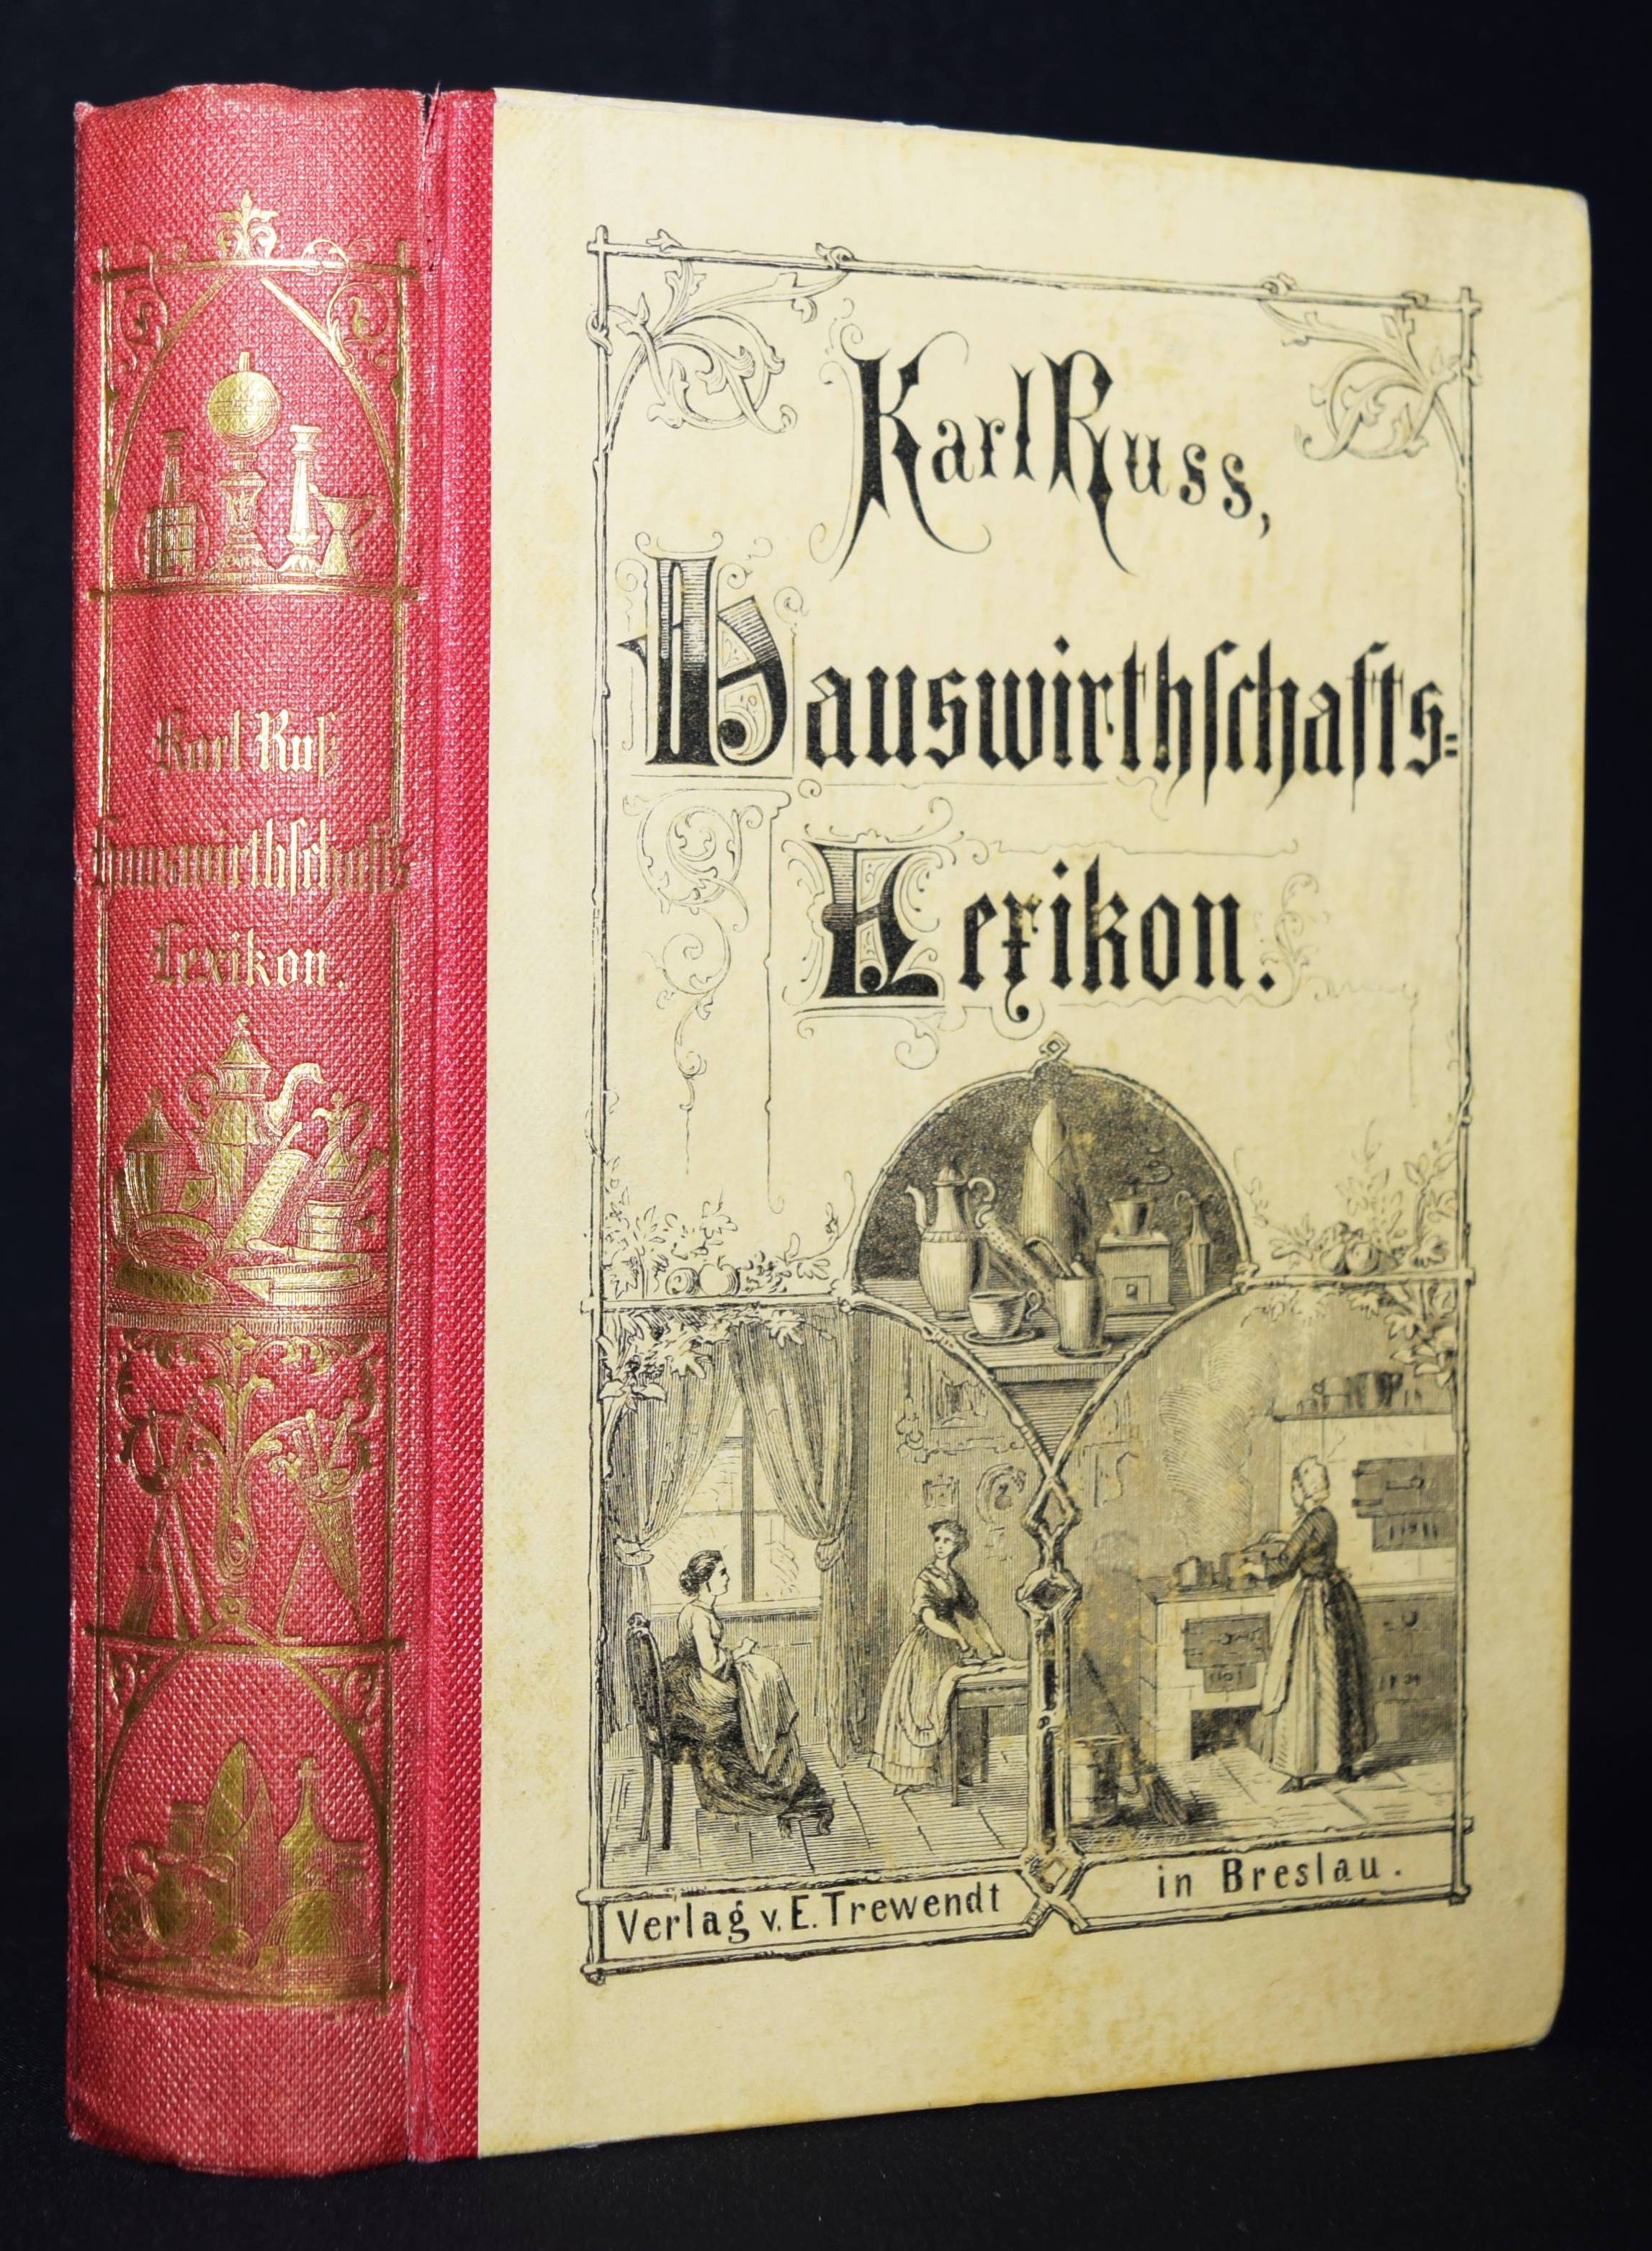 Karl Ruß
Hauswirthschafts
Lexikon.
Karl Russ,
Hauswirthſchafts-
Lexikon.
Verlag v. E. Trewendt in Breslau.